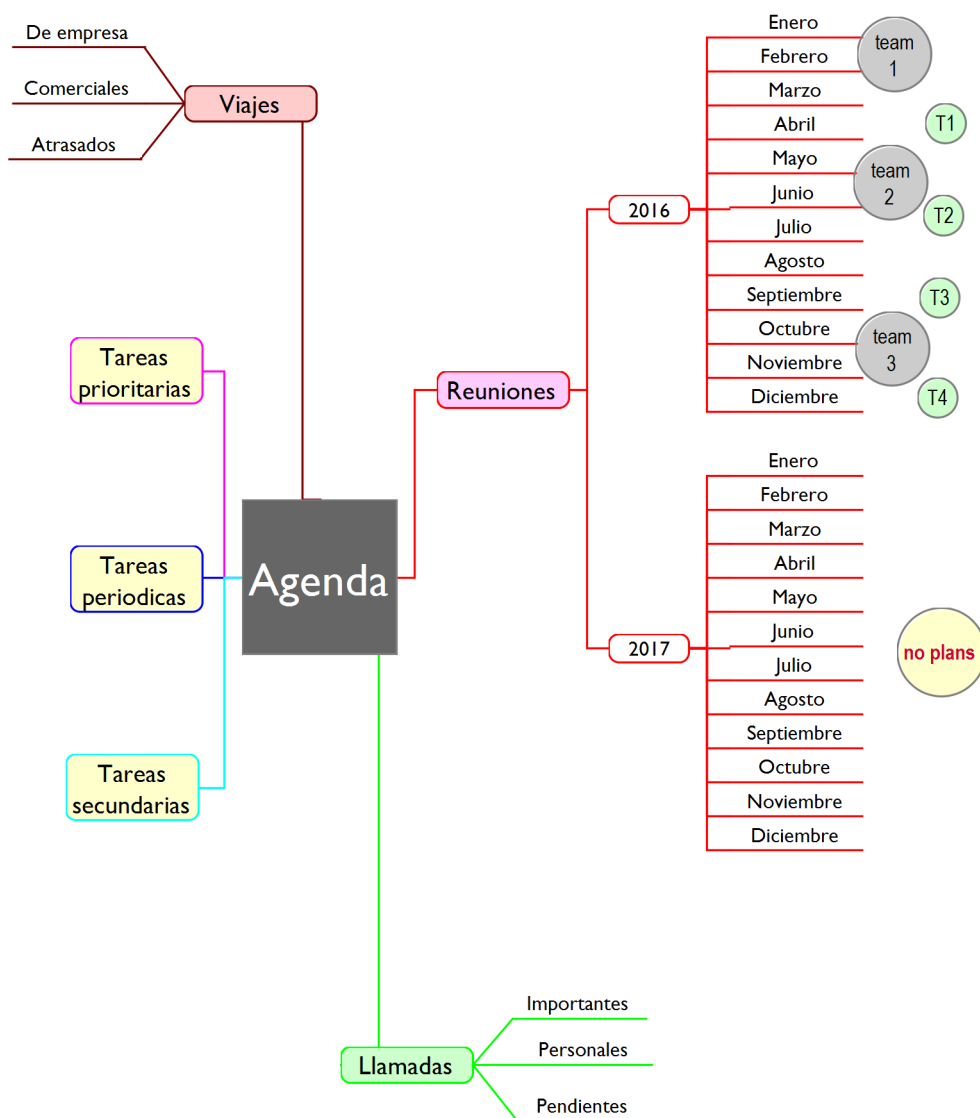 De empresa
Comerciales
Atrasados
Viajes
Tareas
prioritarias
Tareas
periodicas
Tareas
secundarias
Agenda
Reuniones
2016
Enero
Febrero
Marzo
Abril
Mayo
Junio
Julio
Agosto
Septiembre
Octubre
Noviembre
Diciembre
team
1
T1
team
2
T2
T3
team
3
T4
2017
Enero
Febrero
Marzo
Abril
Mayo
Junio
Julio
Agosto
Septiembre
Octubre
Noviembre
Diciembre
no plans
Llamadas
Importantes
Personales
Pendientes